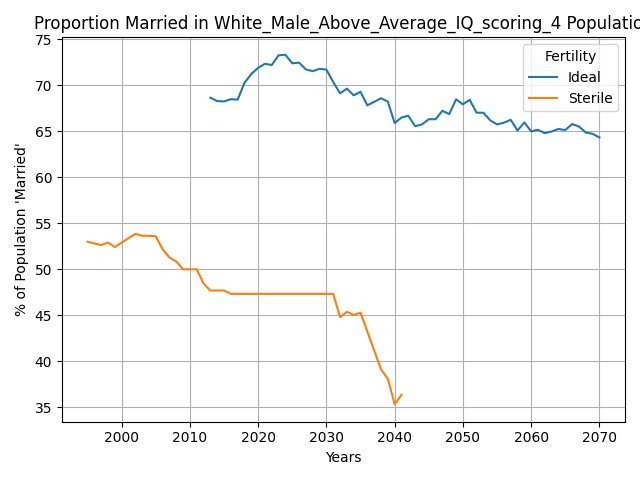 Proportion Married in White_Male_Above_Average_IQ_scoring_4 Populatio
75
70
65
60
55
50
45
40
35
% of Population 'Married'
Fertility
Ideal
Sterile
2000 2010 2020 2030 2040 2050 2060 2070
Years